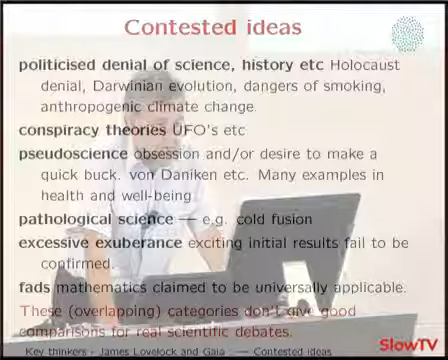 Contested ideas
politicised denial of science, history etc Holocaust
denial, Darwinian evolution, dangers of smoking,
anthropogenic climate change.
conspiracy theories UFO's etc
pseudoscience obsession and/or desire to make a
quick buck. von Daniken etc. Many examples in
health and well-being.
pathological science — e.g. cold fusion
excessive exuberance exciting initial results fail to be
confirmed.
fads mathematics claimed to be universally applicable.
These (overlapping) categories don't give good
comparisons for real scientific debates.
Key thinkers - James Lovelock and Gaia : — Contested ideas
SlowTV